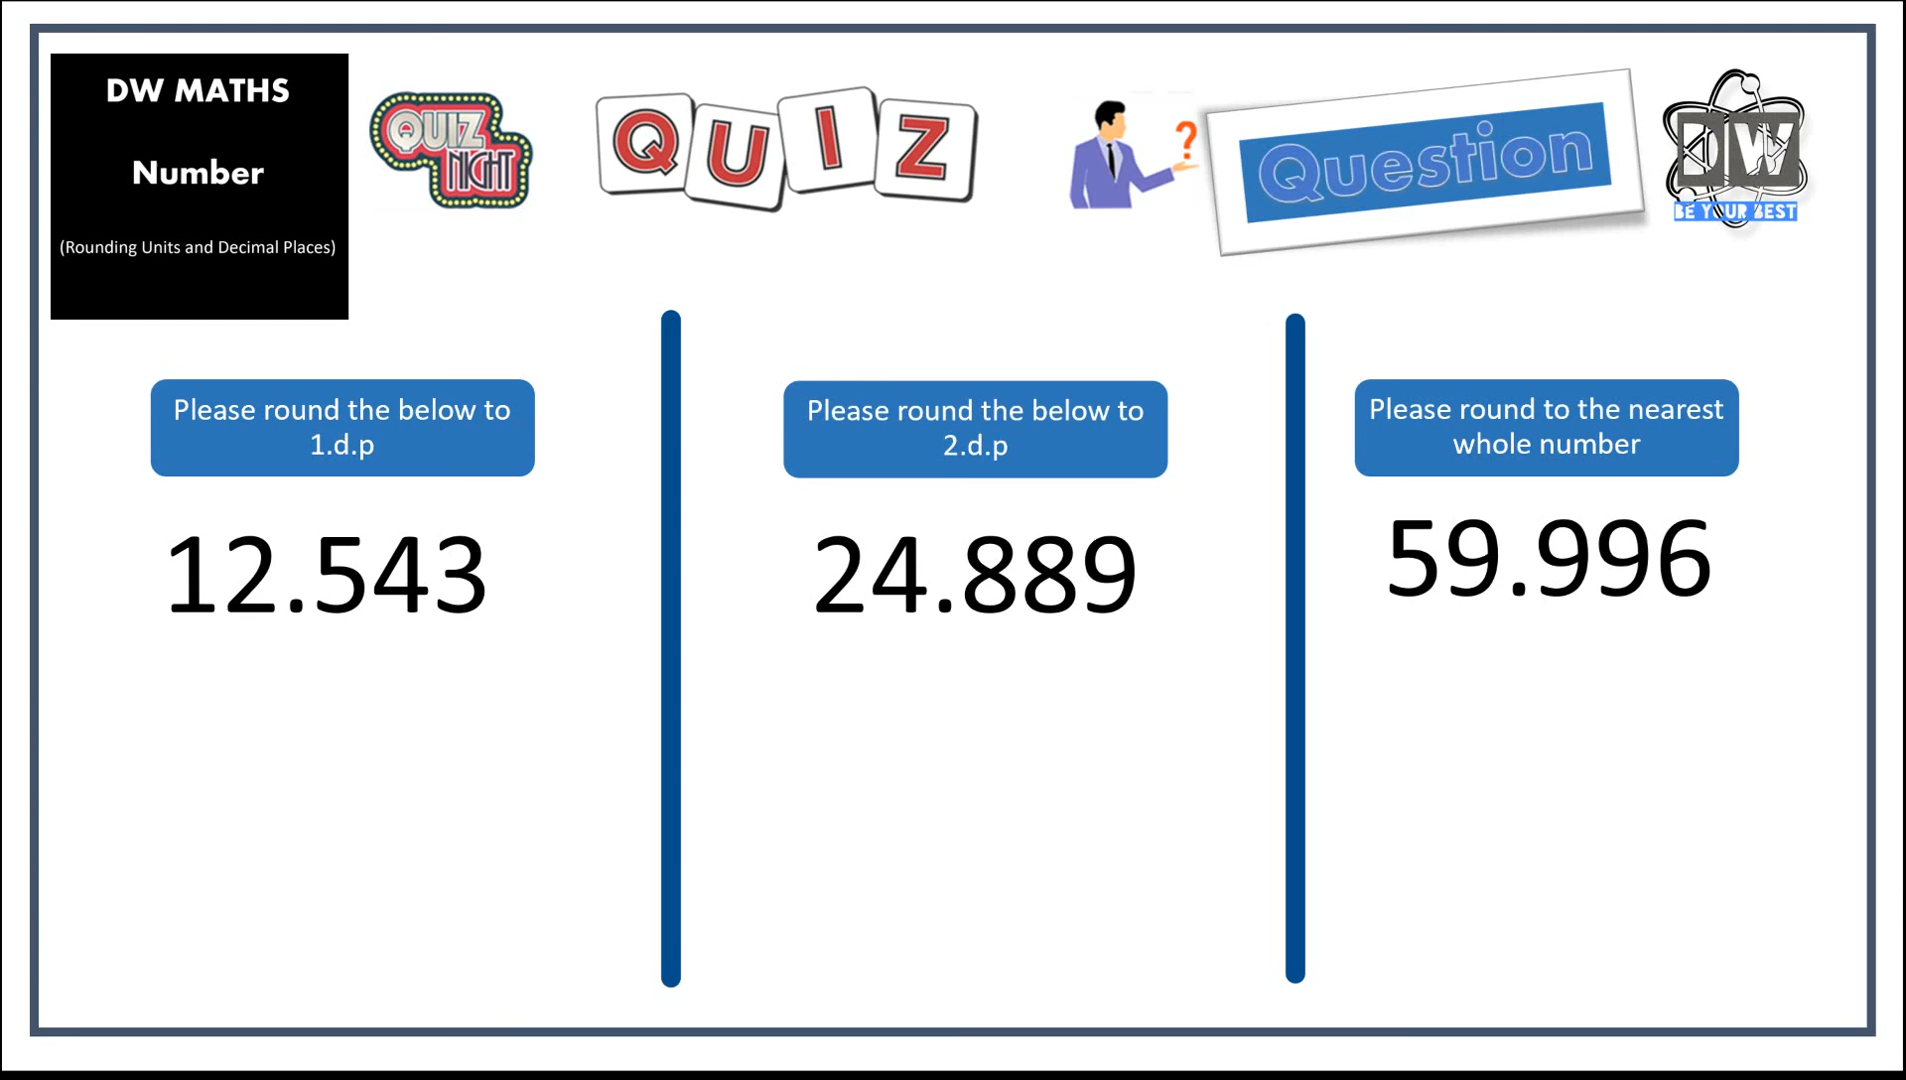 DW MATHS
Number
(Rounding Units and Decimal Places)
QUIZ
NIGHT
QUIZ
?
Question
DW
BE YOUR BEST
Please round the below to
1.d.p
12.543
Please round the below to
2.d.p
24.889
Please round to the nearest
whole number
59.996